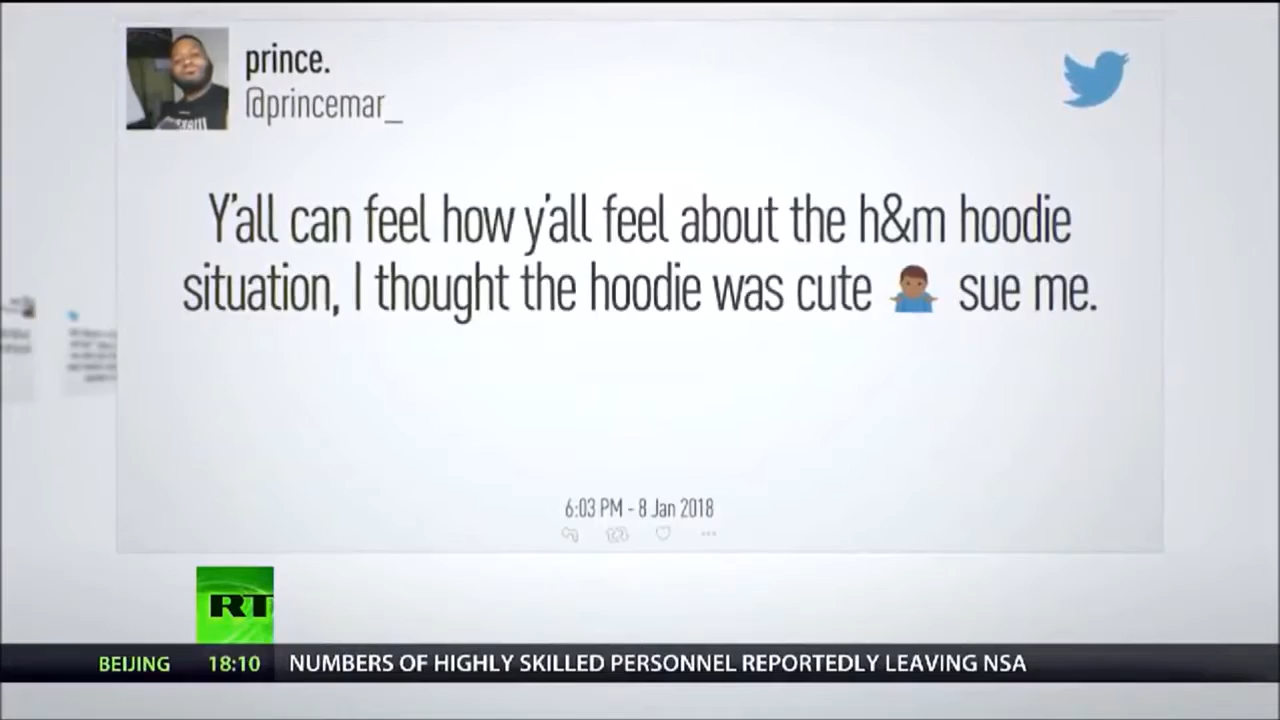 prince.
@princemar_
Y'all can feel how y'all feel about the h&m hoodie
situation, I thought the hoodie was cute 🤷🏾‍♂️ sue me.
6:03 PM - 8 Jan 2018
RT
BEIJING 18:10 NUMBERS OF HIGHLY SKILLED PERSONNEL REPORTEDLY LEAVING NSA